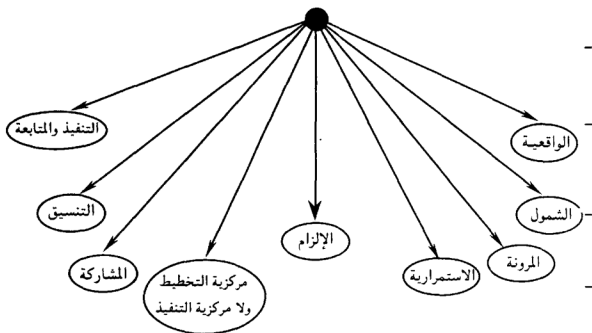 الواقعية
الشمول
المرونة
الاستمرارية
الإلزام
مركزية التخطيط
ولا مركزية التنفيذ
المشاركة
التنسيق
التنفيذ والمتابعة